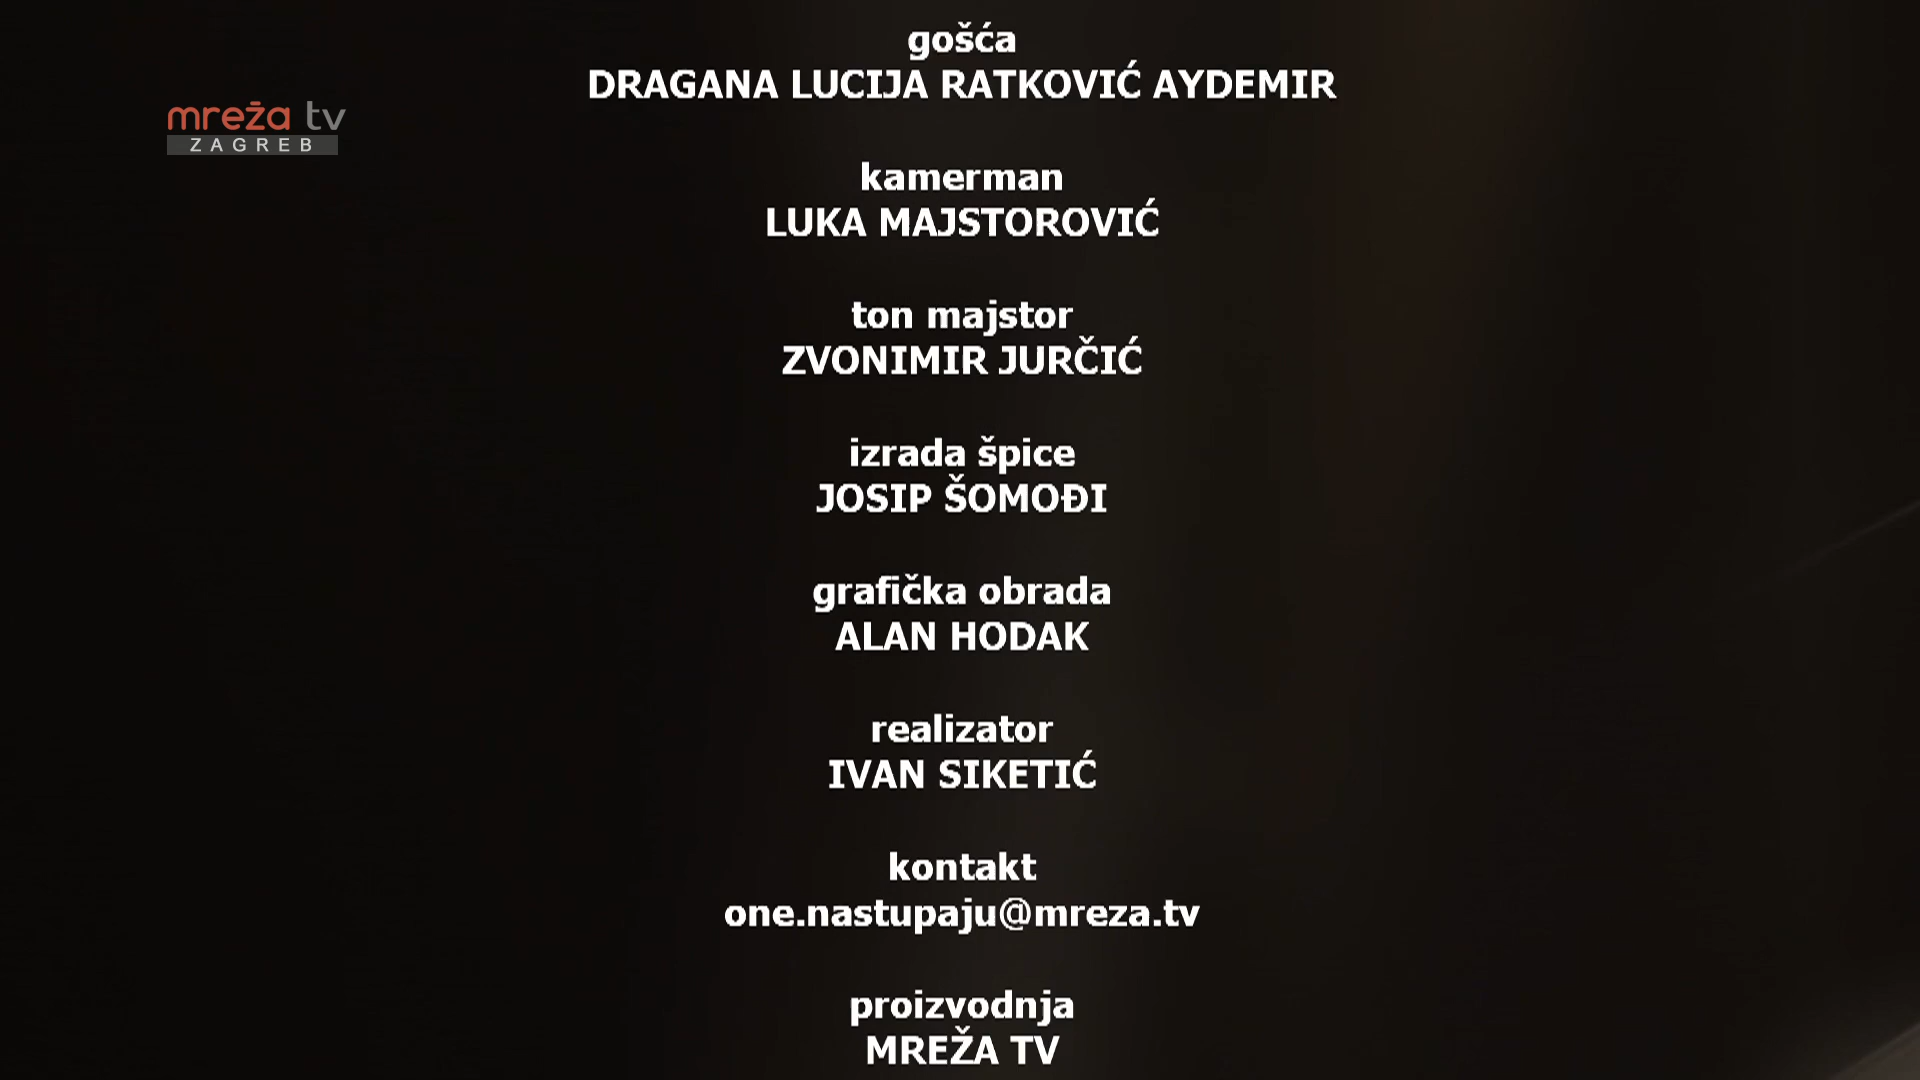 gošća
DRAGANA LUCIJA RATKOVIĆ AYDEMIR
mreža tv
ZAGREB
kamerman
LUKA MAJSTOROVIĆ
ton majstor
ZVONIMIR JURČIĆ
izrada špice
JOSIP ŠOMOĐI
grafička obrada
ALAN HODAK
realizator
IVAN SIKETIĆ
kontakt
one.nastupaju@mreza.tv
proizvodnja
MREŽA TV